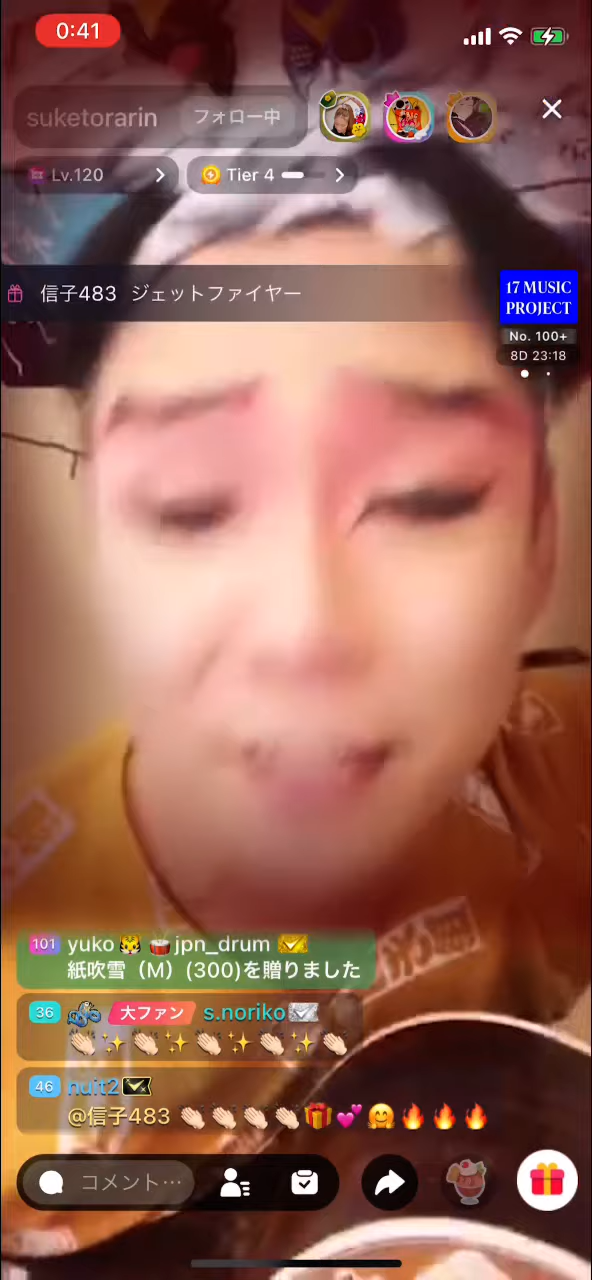 0:41
suketorarin フォロー中
Lv.120 Tier 4
信子483 ジェットファイヤー
17 MUSIC
PROJECT
No. 100+
8D 23:18
101 yuko🐯 🥁jpn_drum
紙吹雪（M）(300)を贈りました
36 大ファン s.noriko
👏🏻✨👏🏻✨👏🏻✨👏🏻✨👏🏻
46 nuit2
@信子483 👏🏻👏🏻👏🏻👏🏻🎁💕🤗🔥🔥🔥
コメント…